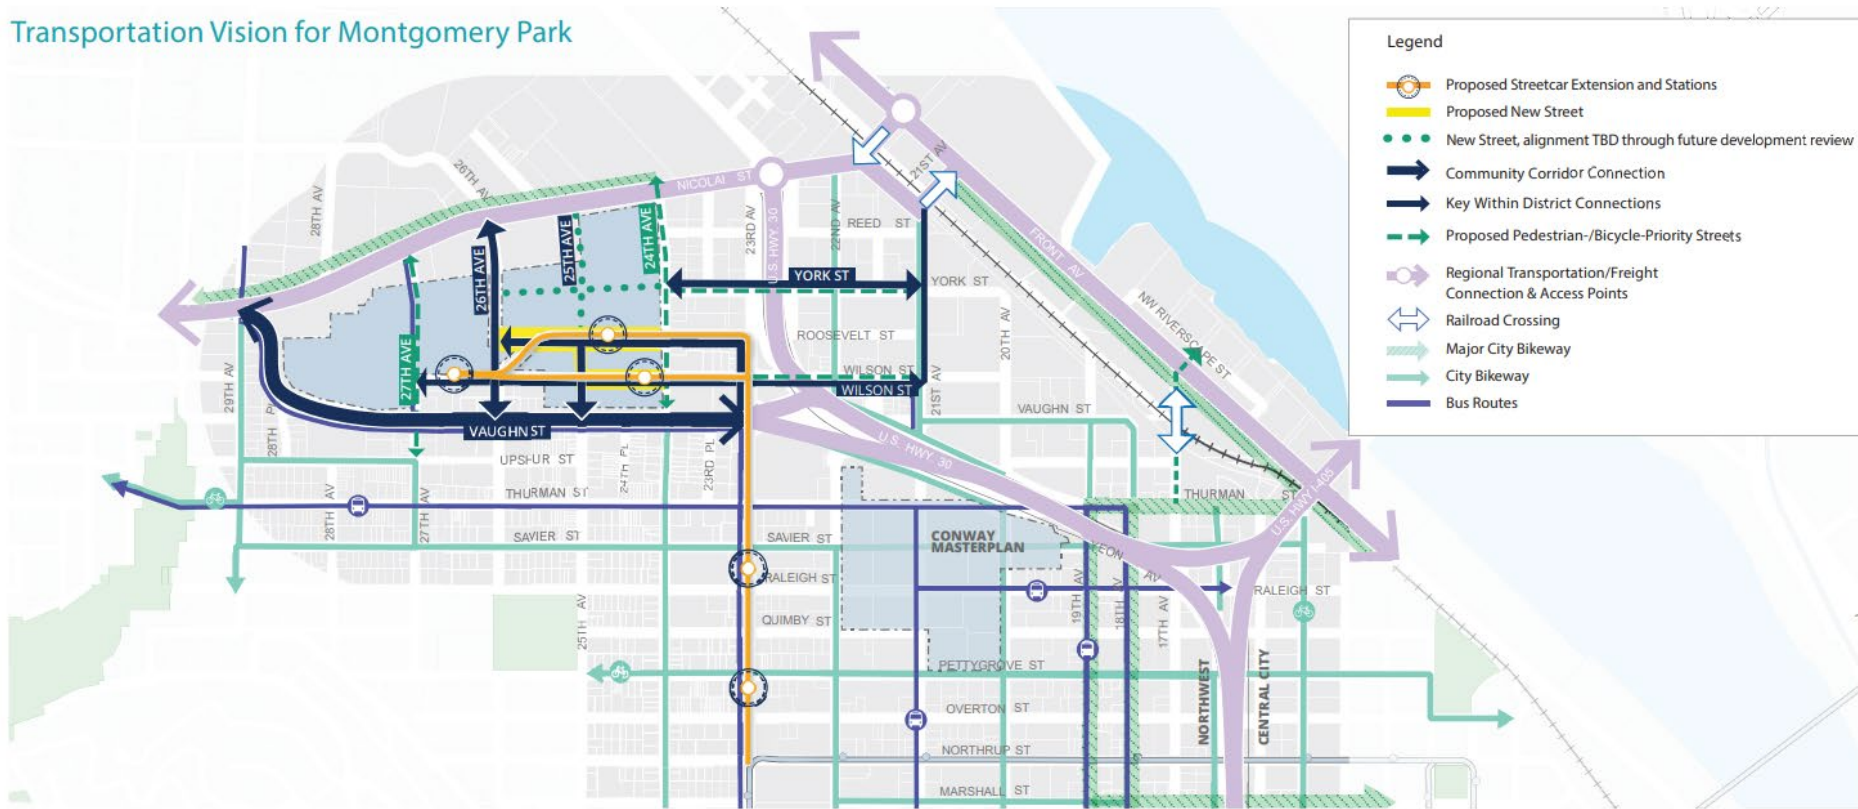 Transportation Vision for Montgomery Park
Legend
Proposed Streetcar Extension and Stations
Proposed New Street
New Street, alignment TBD through future development review
Community Corridor Connection
Key Within District Connections
Proposed Pedestrian-/Bicycle-Priority Streets
Regional Transportation/Freight
Connection & Access Points
Railroad Crossing
Major City Bikeway
City Bikeway
Bus Routes
26TH AV
28TH AV
NICOLAI ST
21ST AV
23RD AV
U.S. HWY 30
22ND AV
REED ST
FRONT AV
24TH AVE
25TH AVE
26TH AVE
YORK ST
YORK ST
NW RIVERSCAPE ST
ROOSEVELT ST
20TH AV
27TH AVE
WILSON ST
WILSON ST
29TH AV
28TH PL
21ST AV
VAUGHN ST
VAUGHN ST
U.S. HWY 30
UPSHUR ST
24TH PL
23RD PL
THURMAN ST
THURMAN ST
U.S. HWY I-405
28TH AV
27TH AV
SAVIER ST
SAVIER ST
CONWAY
MASTERPLAN
YEON AV
RALEIGH ST
RALEIGH ST
25TH AV
QUIMBY ST
19TH AV
18TH AV
17TH AV
PETTYGROVE ST
NORTHWEST
CENTRAL CITY
OVERTON ST
NORTHRUP ST
MARSHALL ST